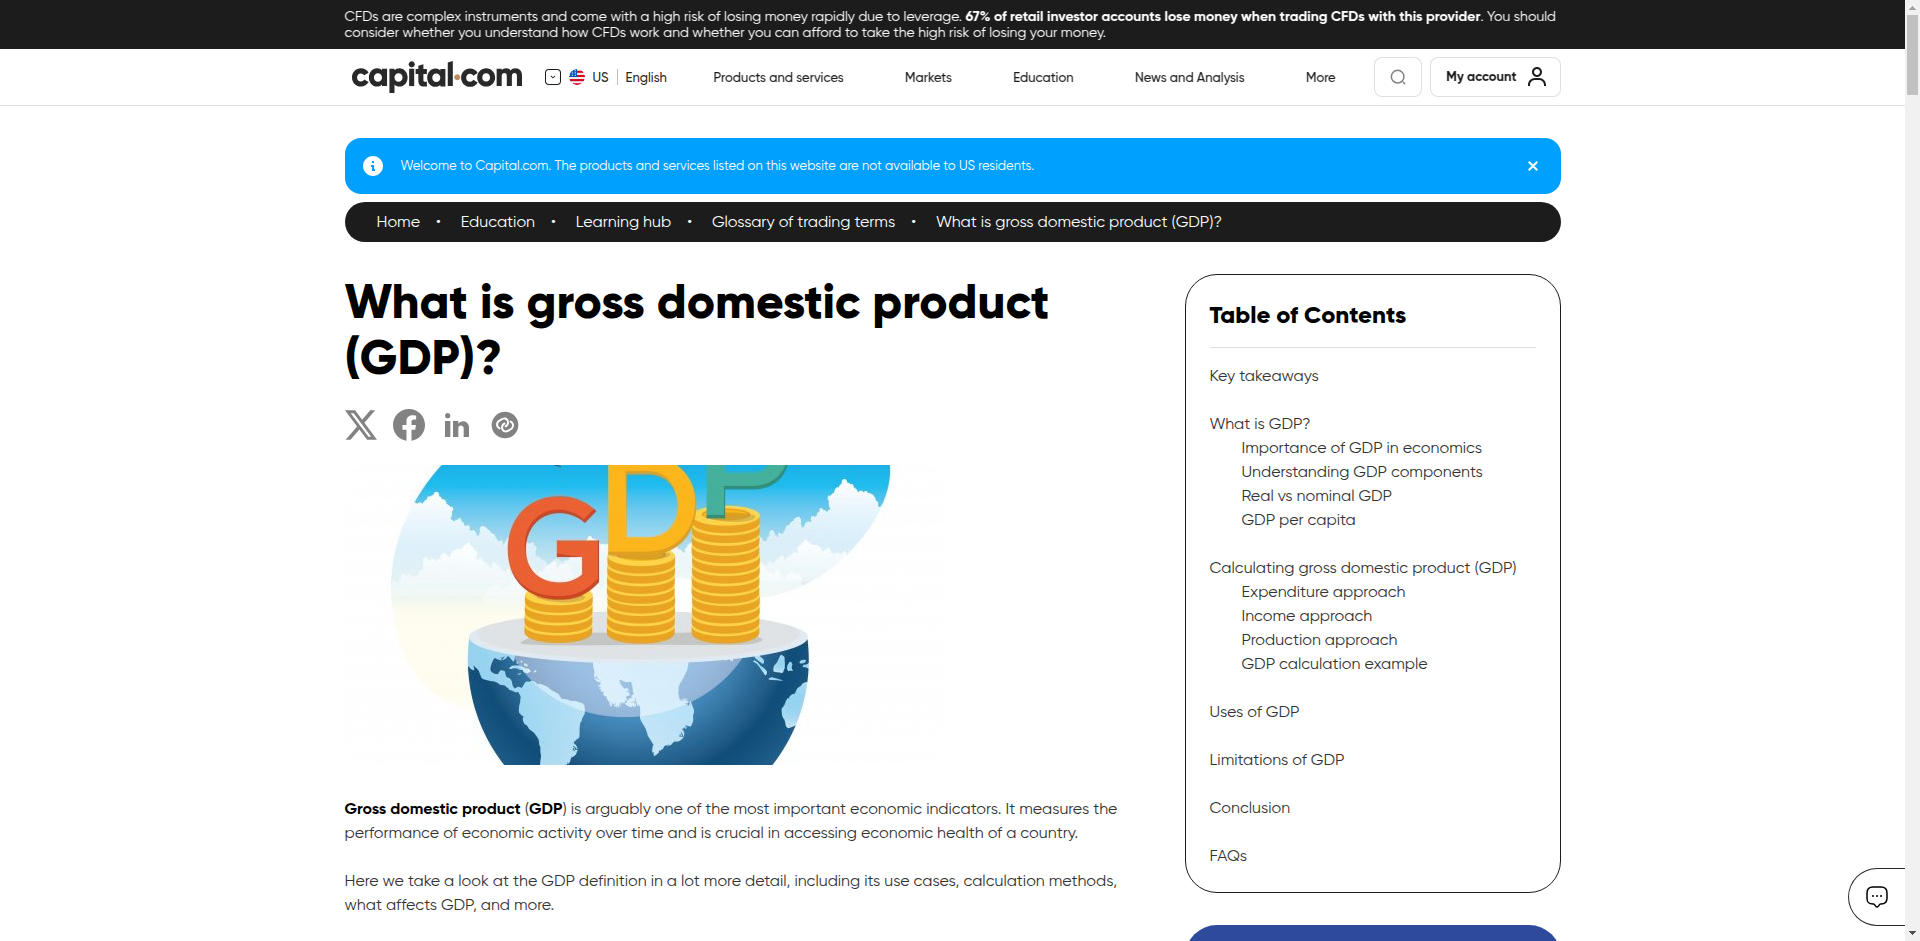 CFDs are complex instruments and come with a high risk of losing money rapidly due to leverage. 67% of retail investor accounts lose money when trading CFDs with this provider. You should
consider whether you understand how CFDs work and whether you can afford to take the high risk of losing your money.
capital.com
US English
Products and services
Markets
Education
News and Analysis
More
My account
Welcome to Capital.com. The products and services listed on this website are not available to US residents.
Home • Education • Learning hub • Glossary of trading terms • What is gross domestic product (GDP)?
What is gross domestic product
(GDP)?
GDP
Gross domestic product (GDP) is arguably one of the most important economic indicators. It measures the
performance of economic activity over time and is crucial in accessing economic health of a country.
Here we take a look at the GDP definition in a lot more detail, including its use cases, calculation methods,
what affects GDP, and more.
Table of Contents
Key takeaways
What is GDP?
Importance of GDP in economics
Understanding GDP components
Real vs nominal GDP
GDP per capita
Calculating gross domestic product (GDP)
Expenditure approach
Income approach
Production approach
GDP calculation example
Uses of GDP
Limitations of GDP
Conclusion
FAQs